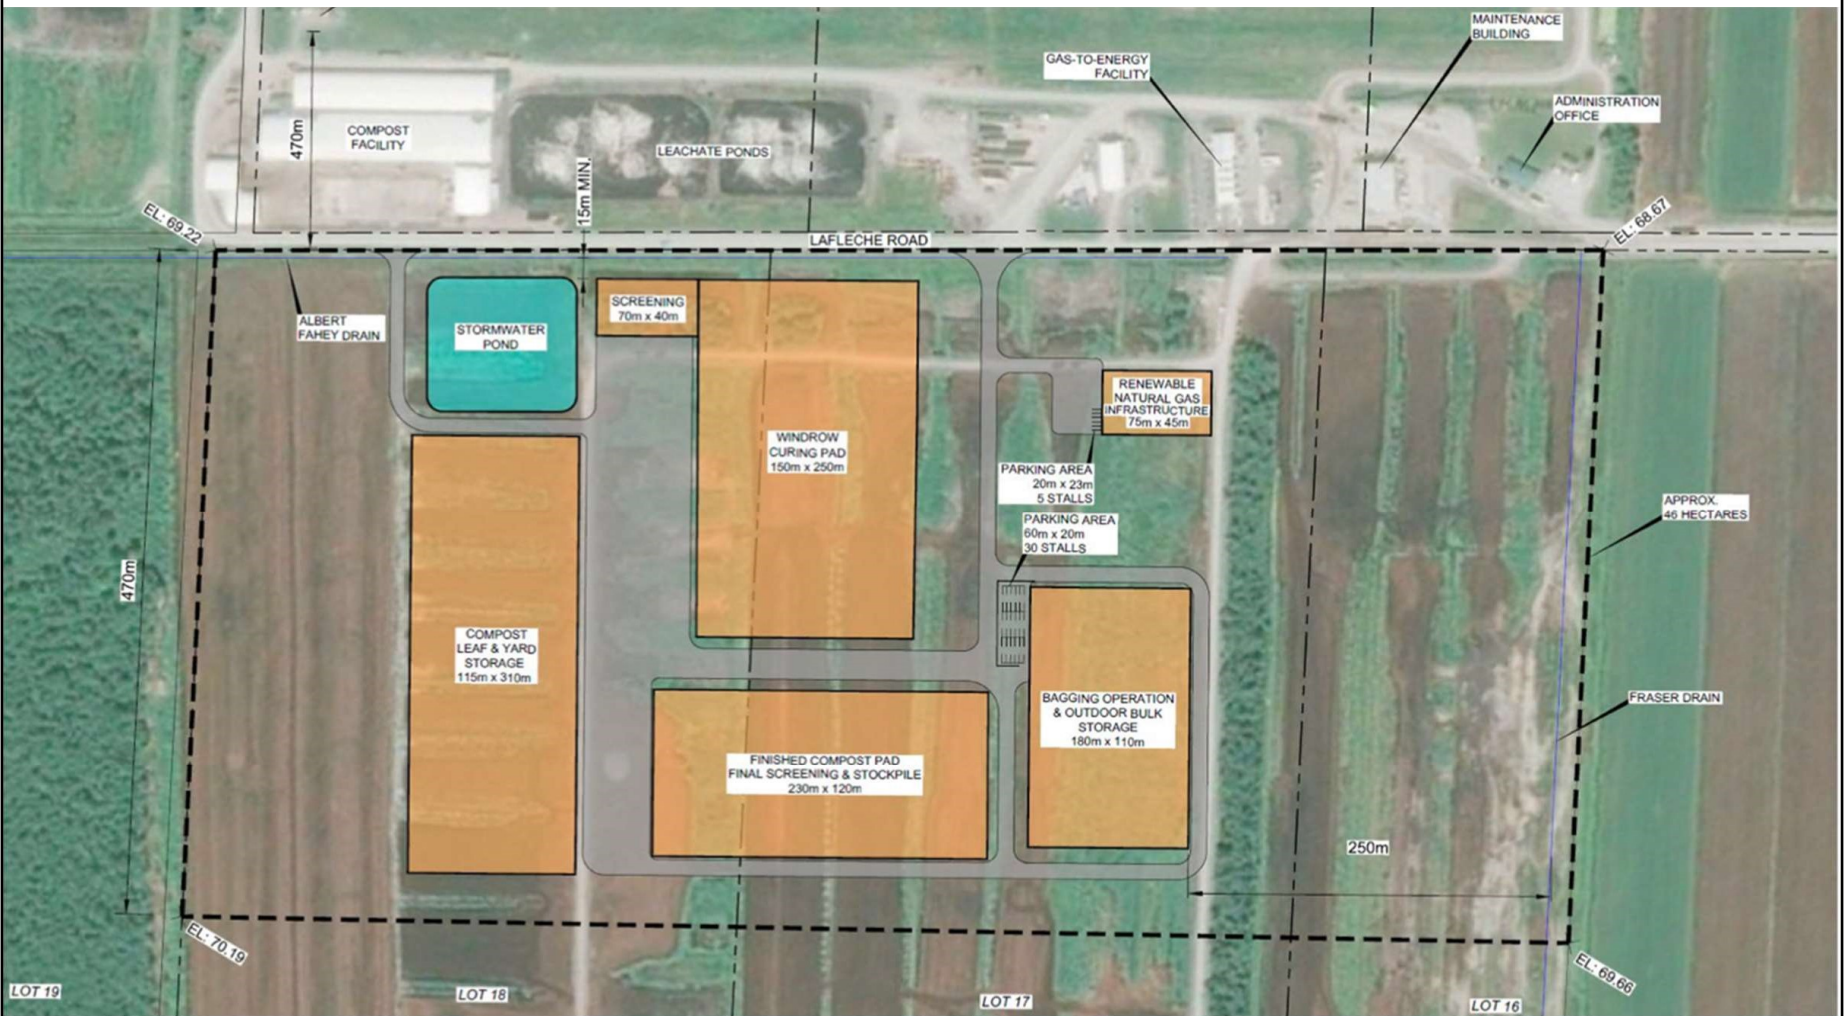 MAINTENANCE
BUILDING
GAS-TO-ENERGY
FACILITY
ADMINISTRATION
OFFICE
COMPOST
FACILITY
470m
LEACHATE PONDS
15m MIN.
EL: 69.22
LAFLECHE ROAD
EL: 68.67
ALBERT
FAHEY DRAIN
STORMWATER
POND
SCREENING
70m x 40m
RENEWABLE
NATURAL GAS
INFRASTRUCTURE
75m x 45m
WINDROW
CURING PAD
150m x 250m
PARKING AREA
20m x 23m
5 STALLS
PARKING AREA
60m x 20m
30 STALLS
APPROX.
46 HECTARES
470m
COMPOST
LEAF & YARD
STORAGE
115m x 310m
BAGGING OPERATION
& OUTDOOR BULK
STORAGE
180m x 110m
FRASER DRAIN
FINISHED COMPOST PAD
FINAL SCREENING & STOCKPILE
230m x 120m
250m
EL: 70.19
EL: 69.66
LOT 19
LOT 18
LOT 17
LOT 16